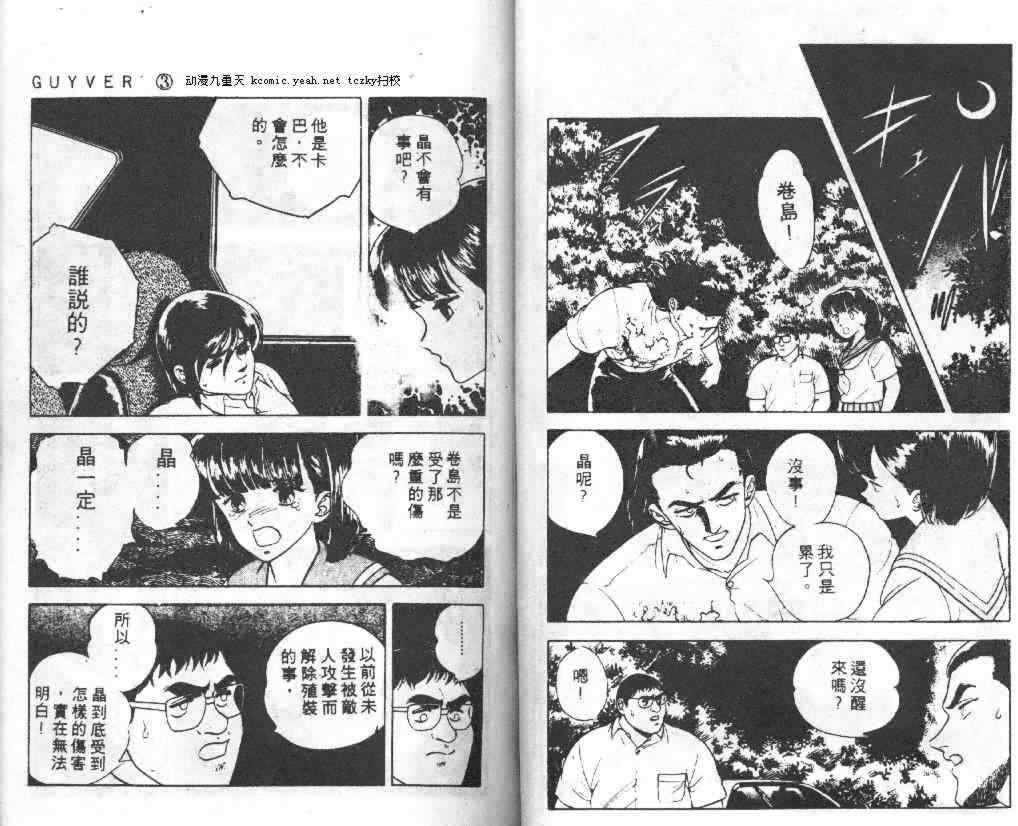 GUYVER ③ 动漫九重天 kcomic.yeah.net tczky扫校
卷島！
沒事！
我只是
累了。
晶呢？
還沒醒
來嗎？
嗯！
晶不會有
事吧？
他是卡
巴，不
會怎麼
的。
誰說的？
卷島不是
受了那
麼重的傷
嗎？
晶．．．．
晶一定．．．．
…………
以前從未
發生被敵
人攻擊而
解除殖裝
的事，
所以．．．．
晶到底受到
怎樣的傷害
，實在無法
明白！